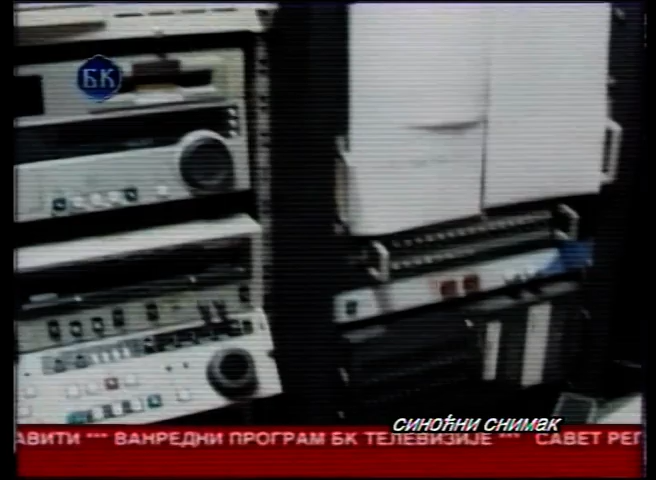 БК
СИНОЋНИ СНИМАК
АВИТИ *** ВАНРЕДНИ ПРОГРАМ БК ТЕЛЕВИЗИЈЕ *** САВЕТ РЕГ